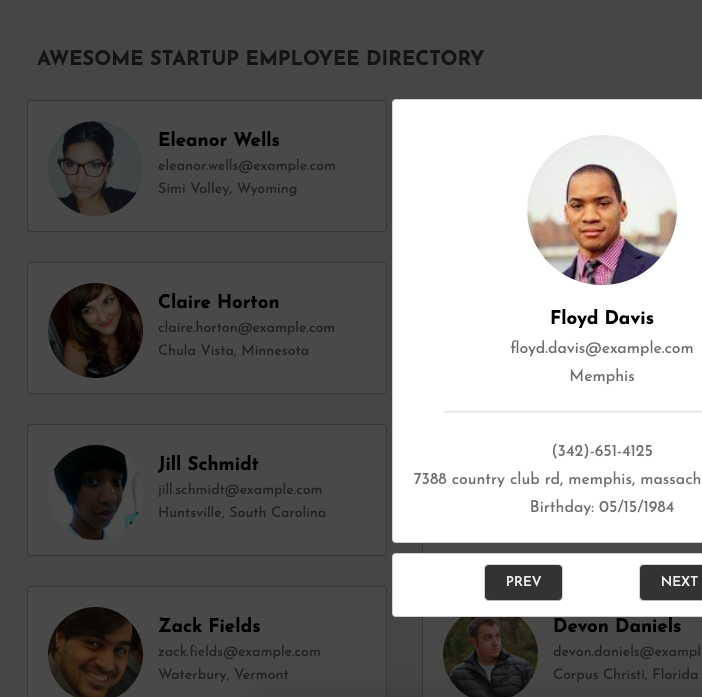 AWESOME STARTUP EMPLOYEE DIRECTORY
Eleanor Wells
eleanor.wells@example.com
Simi Valley, Wyoming
Claire Horton
claire.horton@example.com
Chula Vista, Minnesota
Jill Schmidt
jill.schmidt@example.com
Huntsville, South Carolina
Zack Fields
zack.fields@example.com
Waterbury, Vermont
Floyd Davis
floyd.davis@example.com
Memphis
(342)-651-4125
7388 country club rd, memphis, massach
Birthday: 05/15/1984
PREV
NEXT
Devon Daniels
devon.daniels@exampl
Corpus Christi, Florida